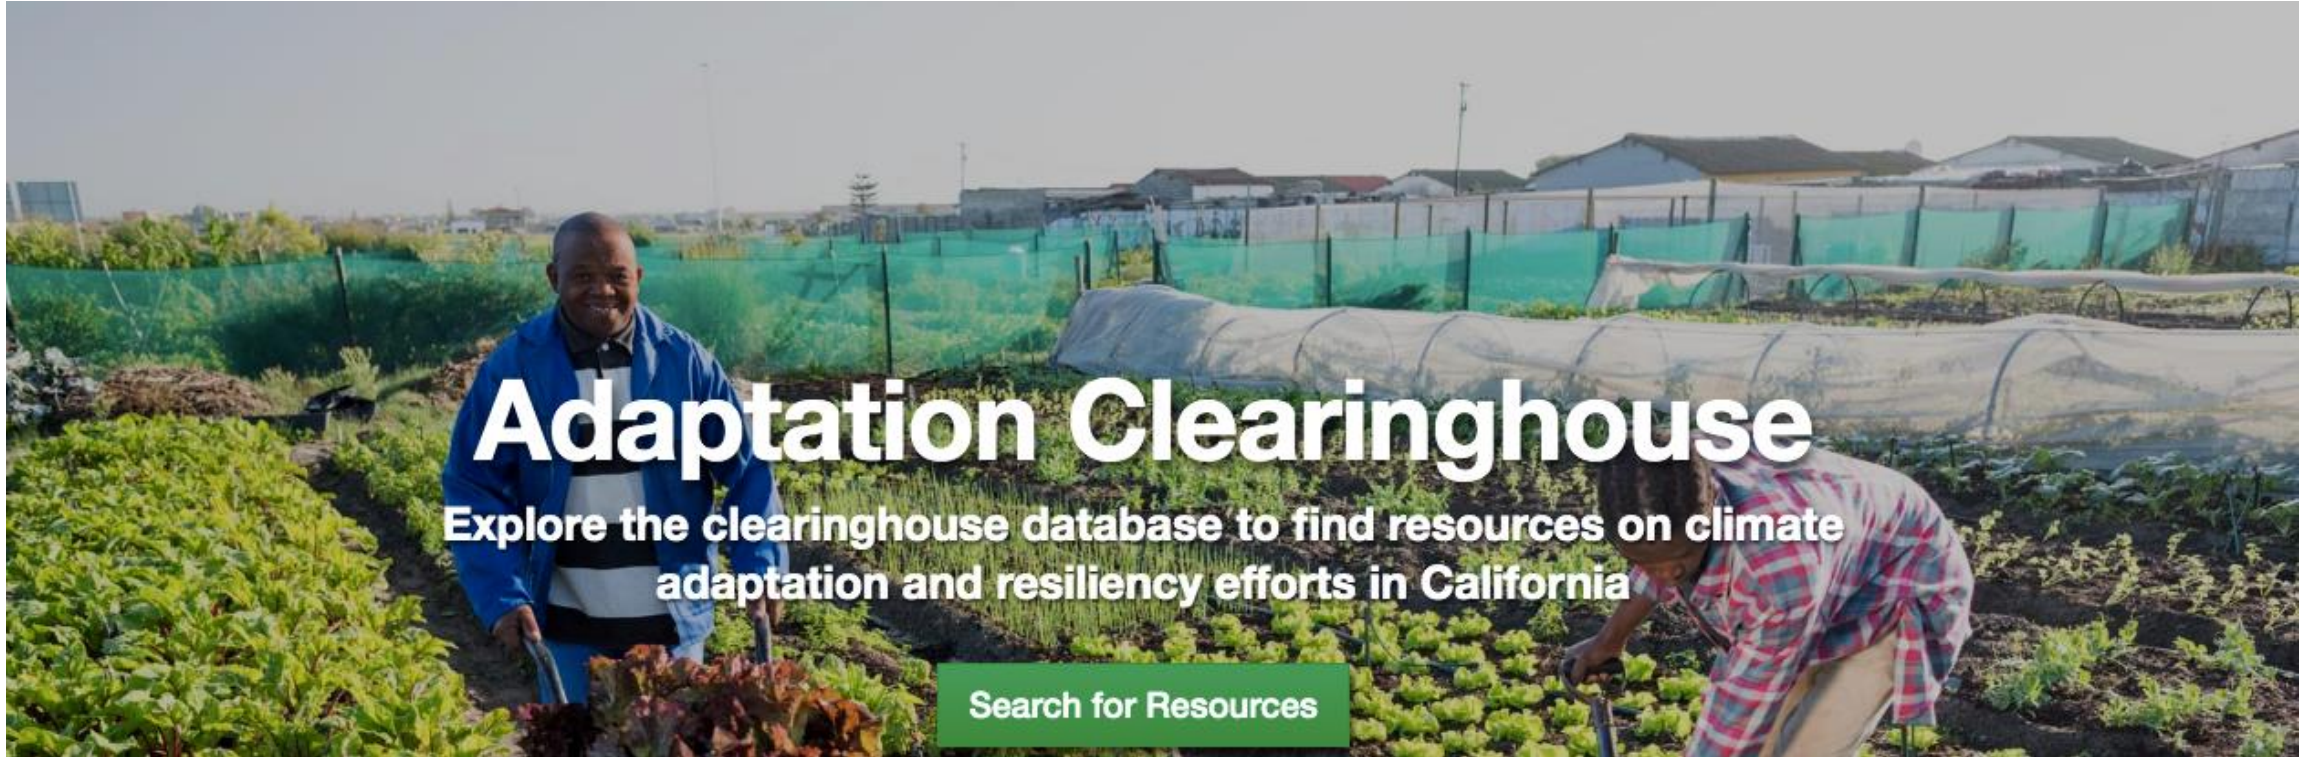 Adaptation Clearinghouse
Explore the clearinghouse database to find resources on climate
adaptation and resiliency efforts in California
Search for Resources